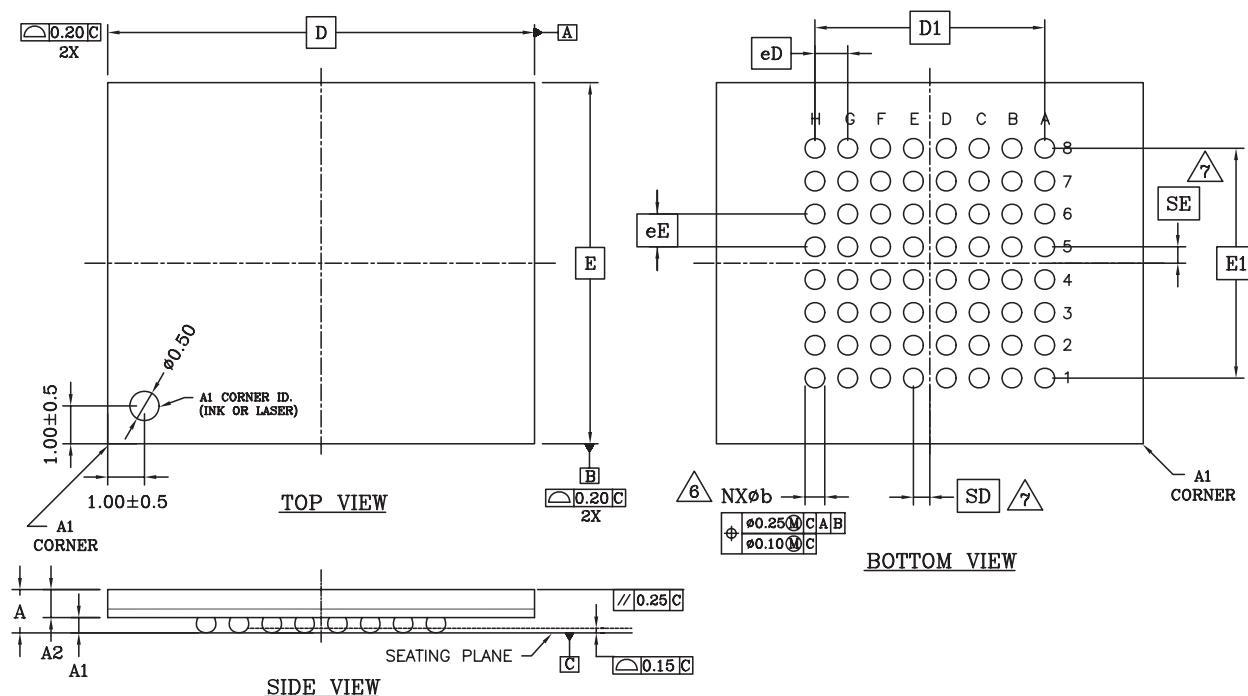 ⌓ 0.20 C
2X
D
A
E
ø0.50
A1 CORNER ID.
(INK OR LASER)
1.00±0.5
1.00±0.5
B
⌓ 0.20 C
2X
TOP VIEW
A1
CORNER
D1
eD
H G F E D C B A
8
7
6
5
4
3
2
1
7
SE
eE
E1
6 NXøb
⌖ ø0.25Ⓜ C A B
ø0.10Ⓜ C
SD 7
A1
CORNER
BOTTOM VIEW
A
A2
A1
// 0.25 C
SEATING PLANE
C
⌓ 0.15 C
SIDE VIEW